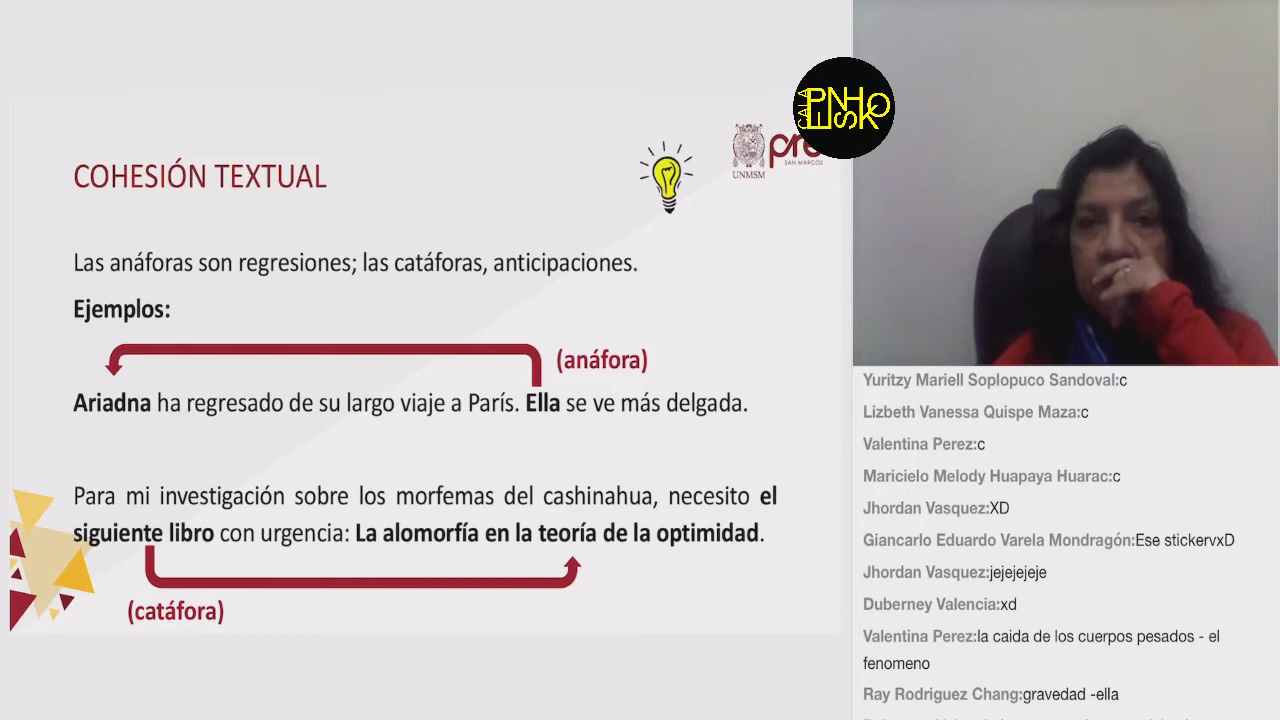 COHESIÓN TEXTUAL
UNMSM
SAN MARCOS
CALA
PENHO
ESK
Las anáforas son regresiones; las catáforas, anticipaciones.
Ejemplos:
(anáfora)
Ariadna ha regresado de su largo viaje a París. Ella se ve más delgada.
Para mi investigación sobre los morfemas del cashinahua, necesito el
siguiente libro con urgencia: La alomorfía en la teoría de la optimidad.
(catáfora)
Yuritzy Mariell Soplopuco Sandoval:c
Lizbeth Vanessa Quispe Maza:c
Valentina Perez:c
Maricielo Melody Huapaya Huarac:c
Jhordan Vasquez:XD
Giancarlo Eduardo Varela Mondragón:Ese stickervxD
Jhordan Vasquez:jejejejeje
Duberney Valencia:xd
Valentina Perez:la caida de los cuerpos pesados - el
fenomeno
Ray Rodriguez Chang:gravedad -ella